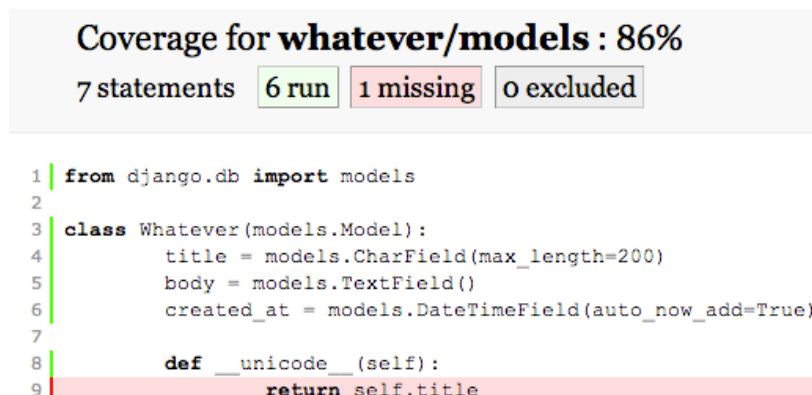 Coverage for whatever/models : 86%
7 statements 6 run 1 missing 0 excluded
1 from django.db import models
2
3 class Whatever(models.Model):
4 title = models.CharField(max_length=200)
5 body = models.TextField()
6 created_at = models.DateTimeField(auto_now_add=True)
7
8 def __unicode__(self):
9 return self.title